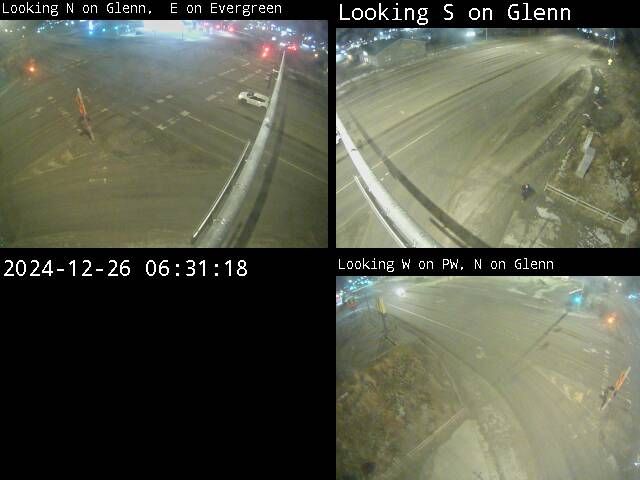 Looking N on Glenn,  E on Evergreen
Looking S on Glenn
2024-12-26 06:31:18
Looking W on PW, N on Glenn